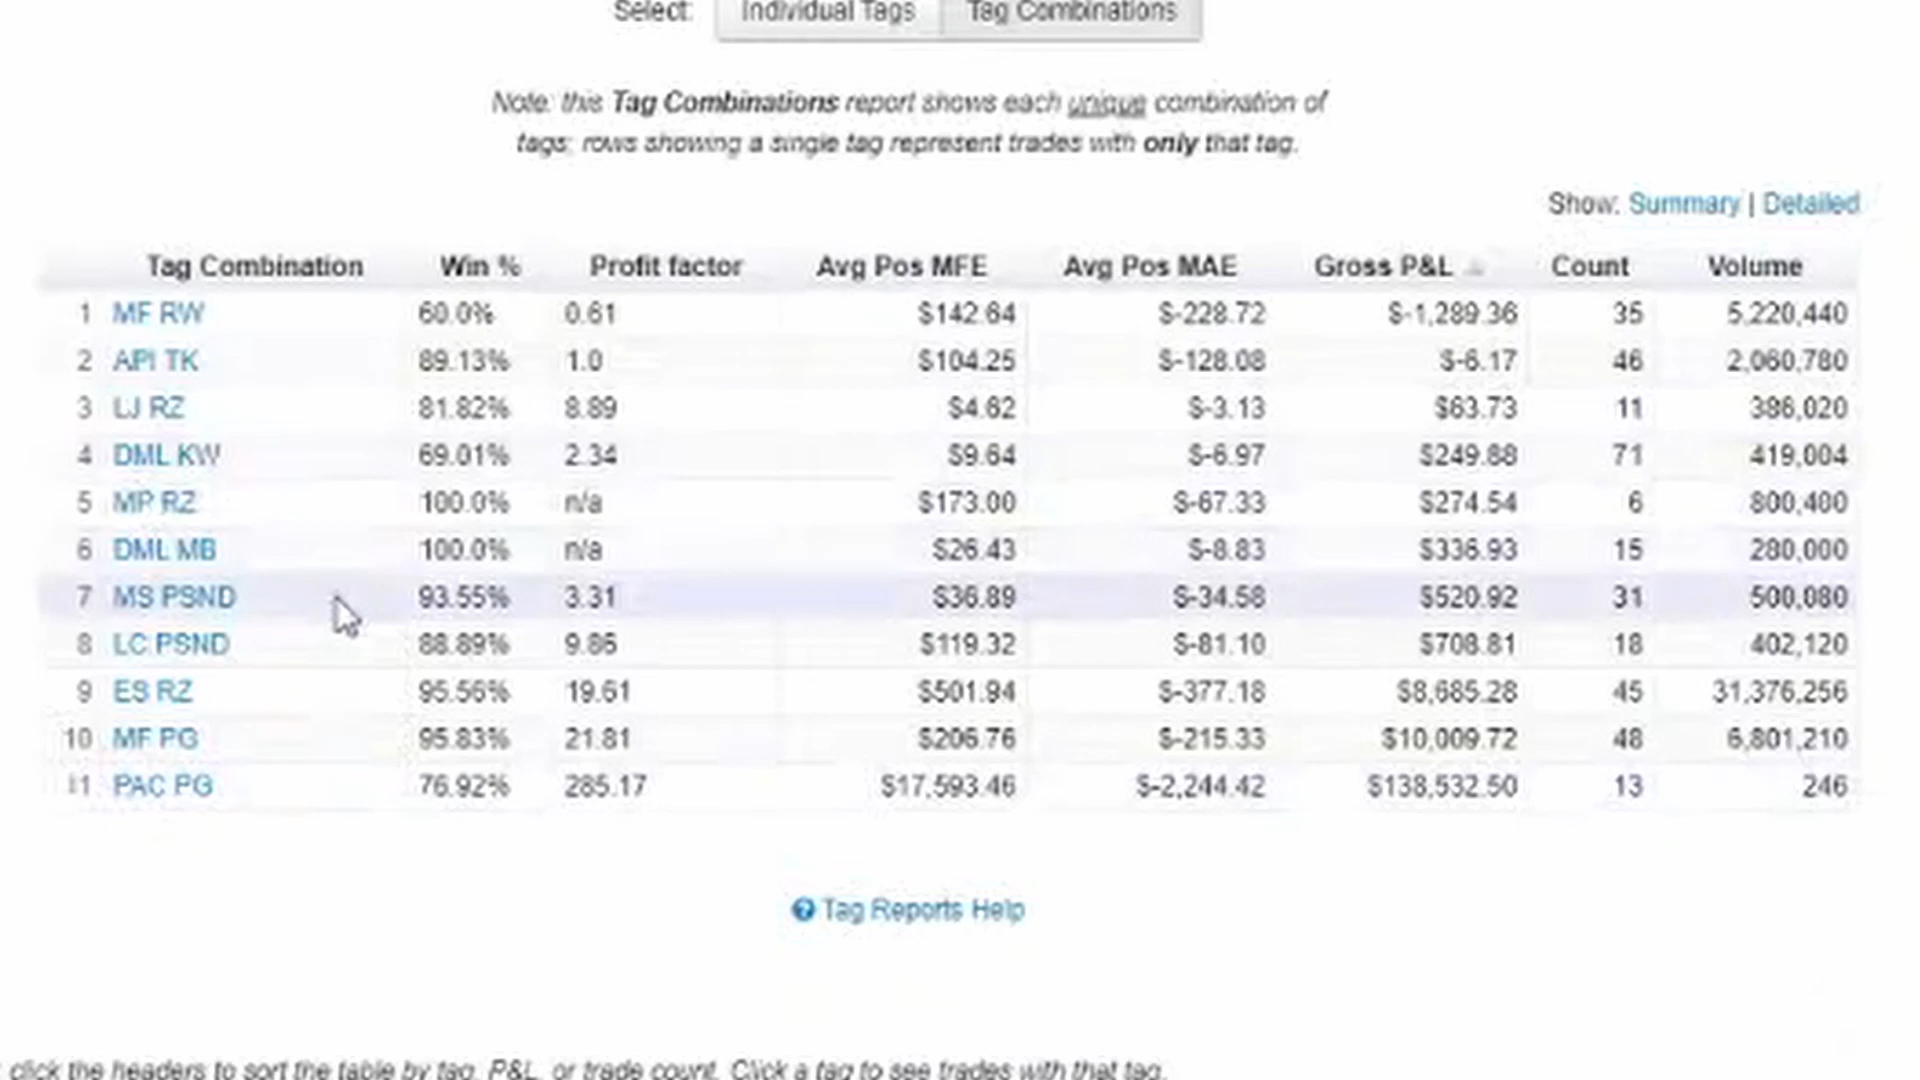 Select: Individual Tags Tag Combinations
Note: this Tag Combinations report shows each unique combination of
tags; rows showing a single tag represent trades with only that tag.
Show: Summary | Detailed
Tag Combination Win % Profit factor Avg Pos MFE Avg Pos MAE Gross P&L Count Volume
1 MF RW 60.0% 0.61 $142.64 $-228.72 $-1,289.36 35 5,220,440
2 API TK 89.13% 1.0 $104.25 $-128.08 $-6.17 46 2,060,780
3 LJ RZ 81.82% 8.89 $4.62 $-3.13 $63.73 11 386,020
4 DML KW 69.01% 2.34 $9.64 $-6.97 $249.88 71 419,004
5 MP RZ 100.0% n/a $173.00 $-67.33 $274.54 6 800,400
6 DML MB 100.0% n/a $26.43 $-8.83 $336.93 15 280,000
7 MS PSND 93.55% 3.31 $36.89 $-34.58 $520.92 31 500,080
8 LC PSND 88.89% 9.86 $119.32 $-81.10 $708.81 18 402,120
9 ES RZ 95.56% 19.61 $501.94 $-377.18 $8,685.28 45 31,376,256
10 MF PG 95.83% 21.81 $206.76 $-215.33 $10,009.72 48 6,801,210
11 PAC PG 76.92% 285.17 $17,593.46 $-2,244.42 $138,532.50 13 246
Tag Reports Help
click the headers to sort the table by tag, P&L, or trade count. Click a tag to see trades with that tag.